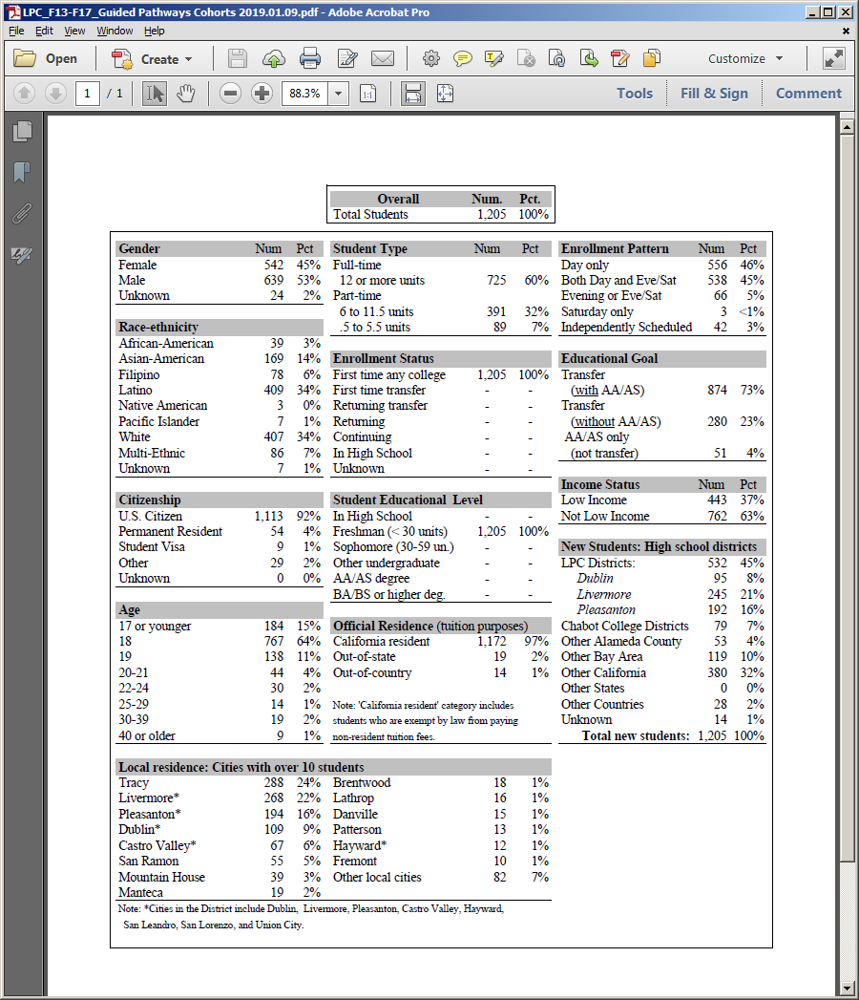 LPC_F13-F17_Guided Pathways Cohorts 2019.01.09.pdf - Adobe Acrobat Pro
File Edit View Window Help
Open Create Customize
1 / 1 88.3% Tools Fill & Sign Comment
Overall Num. Pct.
Total Students 1,205 100%
Gender Num Pct
Female 542 45%
Male 639 53%
Unknown 24 2%
Race-ethnicity
African-American 39 3%
Asian-American 169 14%
Filipino 78 6%
Latino 409 34%
Native American 3 0%
Pacific Islander 7 1%
White 407 34%
Multi-Ethnic 86 7%
Unknown 7 1%
Citizenship
U.S. Citizen 1,113 92%
Permanent Resident 54 4%
Student Visa 9 1%
Other 29 2%
Unknown 0 0%
Age
17 or younger 184 15%
18 767 64%
19 138 11%
20-21 44 4%
22-24 30 2%
25-29 14 1%
30-39 19 2%
40 or older 9 1%
Student Type Num Pct
Full-time
12 or more units 725 60%
Part-time
6 to 11.5 units 391 32%
.5 to 5.5 units 89 7%
Enrollment Status
First time any college 1,205 100%
First time transfer - -
Returning transfer - -
Returning - -
Continuing - -
In High School - -
Unknown - -
Student Educational Level
In High School - -
Freshman (< 30 units) 1,205 100%
Sophomore (30-59 un.) - -
Other undergraduate - -
AA/AS degree - -
BA/BS or higher deg. - -
Official Residence (tuition purposes)
California resident 1,172 97%
Out-of-state 19 2%
Out-of-country 14 1%
Note: 'California resident' category includes
students who are exempt by law from paying
non-resident tuition fees.
Enrollment Pattern Num Pct
Day only 556 46%
Both Day and Eve/Sat 538 45%
Evening or Eve/Sat 66 5%
Saturday only 3 <1%
Independently Scheduled 42 3%
Educational Goal
Transfer
(with AA/AS) 874 73%
Transfer
(without AA/AS) 280 23%
AA/AS only
(not transfer) 51 4%
Income Status Num Pct
Low Income 443 37%
Not Low Income 762 63%
New Students: High school districts
LPC Districts: 532 45%
Dublin 95 8%
Livermore 245 21%
Pleasanton 192 16%
Chabot College Districts 79 7%
Other Alameda County 53 4%
Other Bay Area 119 10%
Other California 380 32%
Other States 0 0%
Other Countries 28 2%
Unknown 14 1%
Total new students: 1,205 100%
Local residence: Cities with over 10 students
Tracy 288 24% Brentwood 18 1%
Livermore* 268 22% Lathrop 16 1%
Pleasanton* 194 16% Danville 15 1%
Dublin* 109 9% Patterson 13 1%
Castro Valley* 67 6% Hayward* 12 1%
San Ramon 55 5% Fremont 10 1%
Mountain House 39 3% Other local cities 82 7%
Manteca 19 2%
Note: *Cities in the District include Dublin, Livermore, Pleasanton, Castro Valley, Hayward,
San Leandro, San Lorenzo, and Union City.